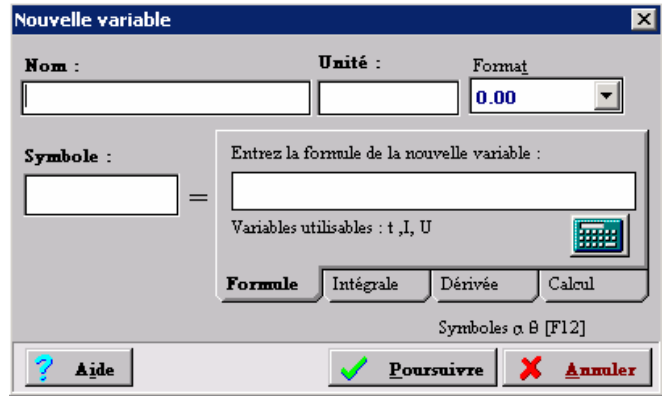 Nouvelle variable
Nom :
Unité :
Format
0.00
Symbole :
Entrez la formule de la nouvelle variable :
=
Variables utilisables : t ,I, U
Formule Intégrale Dérivée Calcul
Symboles α θ [F12]
Aide Poursuivre Annuler